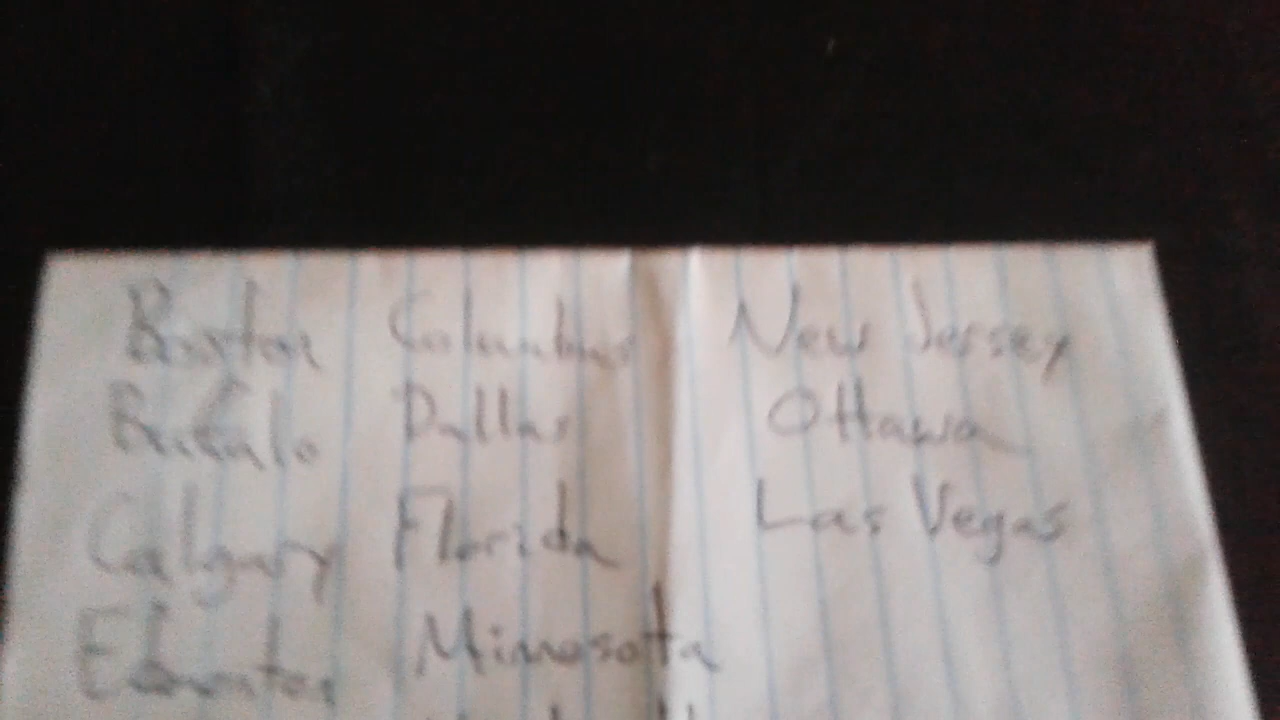 Boston Columbus New Jersey
Buffalo Dallas Ottawa
Calgary Florida Las Vegas
Edmonton Minnesota